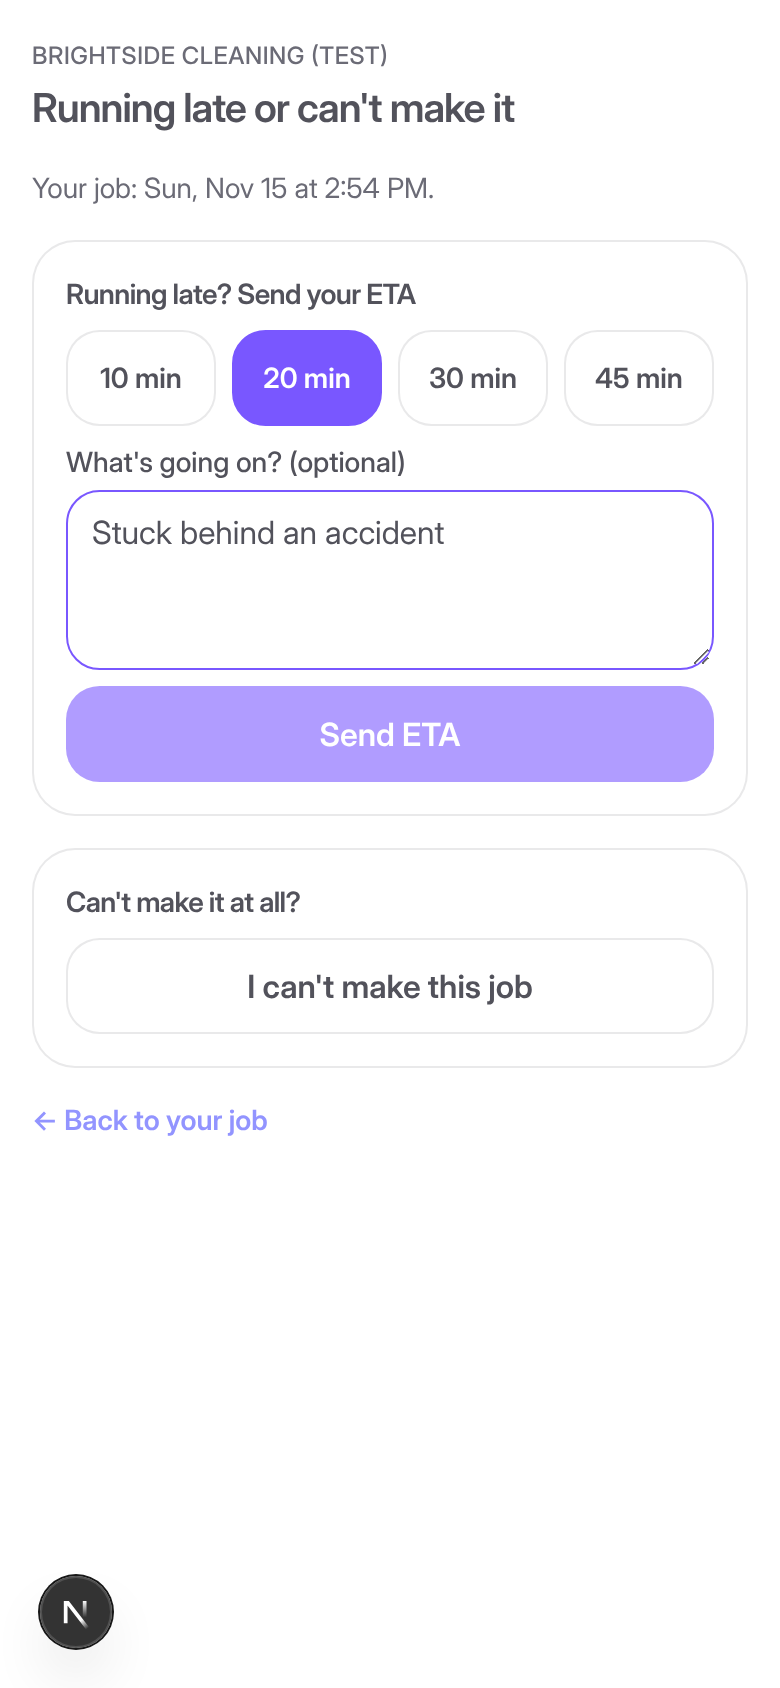 BRIGHTSIDE CLEANING (TEST)
Running late or can't make it
Your job: Sun, Nov 15 at 2:54 PM.
Running late? Send your ETA
10 min 20 min 30 min 45 min
What's going on? (optional)
Stuck behind an accident
Send ETA
Can't make it at all?
I can't make this job
← Back to your job
N